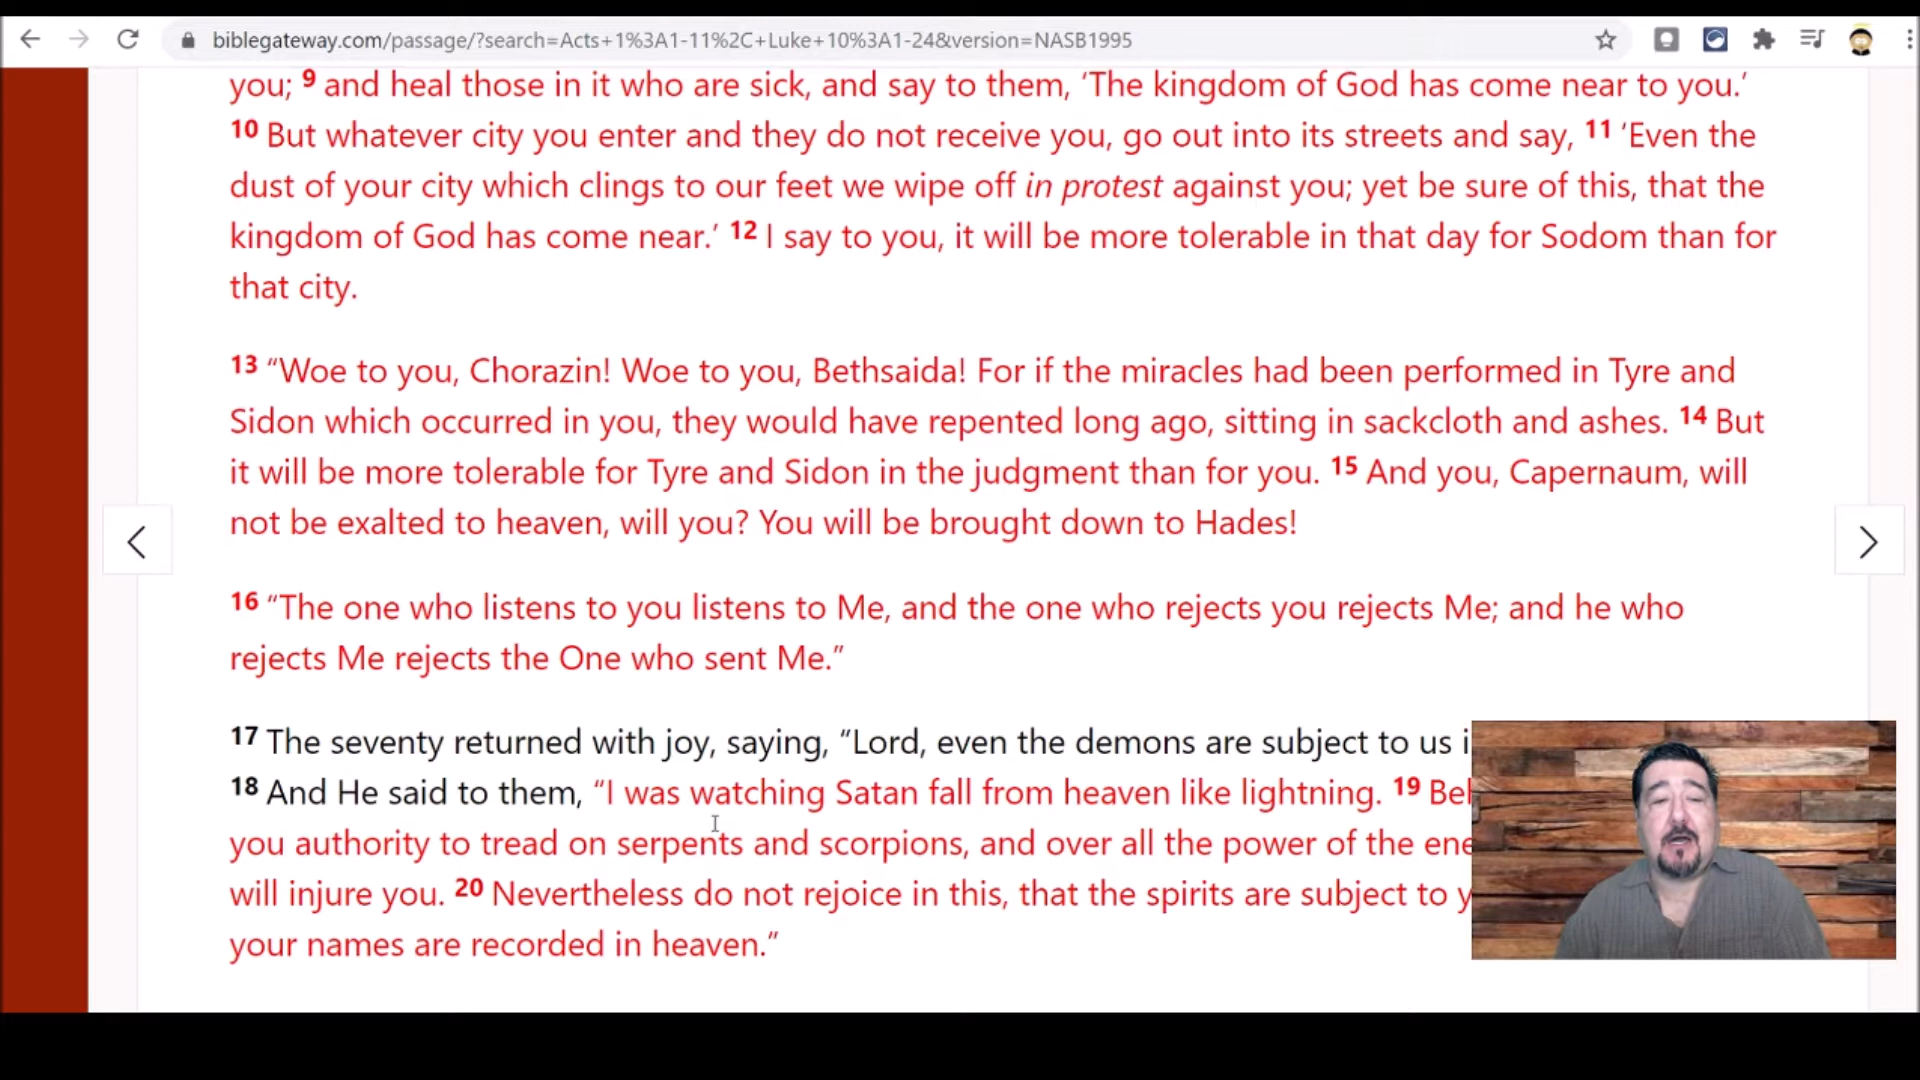 biblegateway.com/passage/?search=Acts+1%3A1-11%2C+Luke+10%3A1-24&version=NASB1995
you; 9 and heal those in it who are sick, and say to them, ‘The kingdom of God has come near to you.’
10 But whatever city you enter and they do not receive you, go out into its streets and say, 11 ‘Even the
dust of your city which clings to our feet we wipe off in protest against you; yet be sure of this, that the
kingdom of God has come near.’ 12 I say to you, it will be more tolerable in that day for Sodom than for
that city.
13 “Woe to you, Chorazin! Woe to you, Bethsaida! For if the miracles had been performed in Tyre and
Sidon which occurred in you, they would have repented long ago, sitting in sackcloth and ashes. 14 But
it will be more tolerable for Tyre and Sidon in the judgment than for you. 15 And you, Capernaum, will
not be exalted to heaven, will you? You will be brought down to Hades!
16 “The one who listens to you listens to Me, and the one who rejects you rejects Me; and he who
rejects Me rejects the One who sent Me.”
17 The seventy returned with joy, saying, “Lord, even the demons are subject to us
18 And He said to them, “I was watching Satan fall from heaven like lightning. 19
you authority to tread on serpents and scorpions, and over all the power of the
will injure you. 20 Nevertheless do not rejoice in this, that the spirits are subject to
your names are recorded in heaven.”